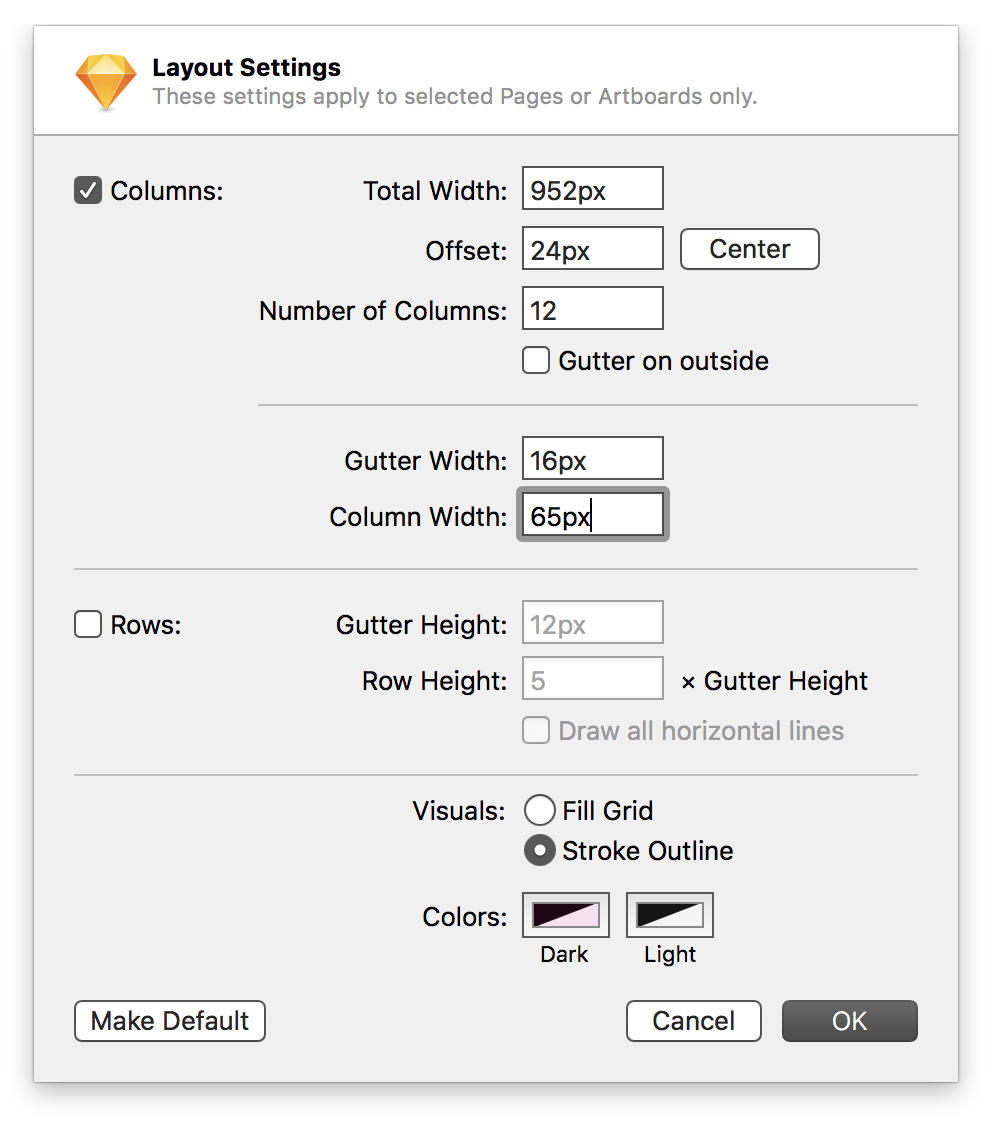 Layout Settings
These settings apply to selected Pages or Artboards only.
Columns: Total Width: 952px
Offset: 24px Center
Number of Columns: 12
Gutter on outside
Gutter Width: 16px
Column Width: 65px
Rows: Gutter Height: 12px
Row Height: 5 × Gutter Height
Draw all horizontal lines
Visuals: Fill Grid
Stroke Outline
Colors:
Dark Light
Make Default Cancel OK